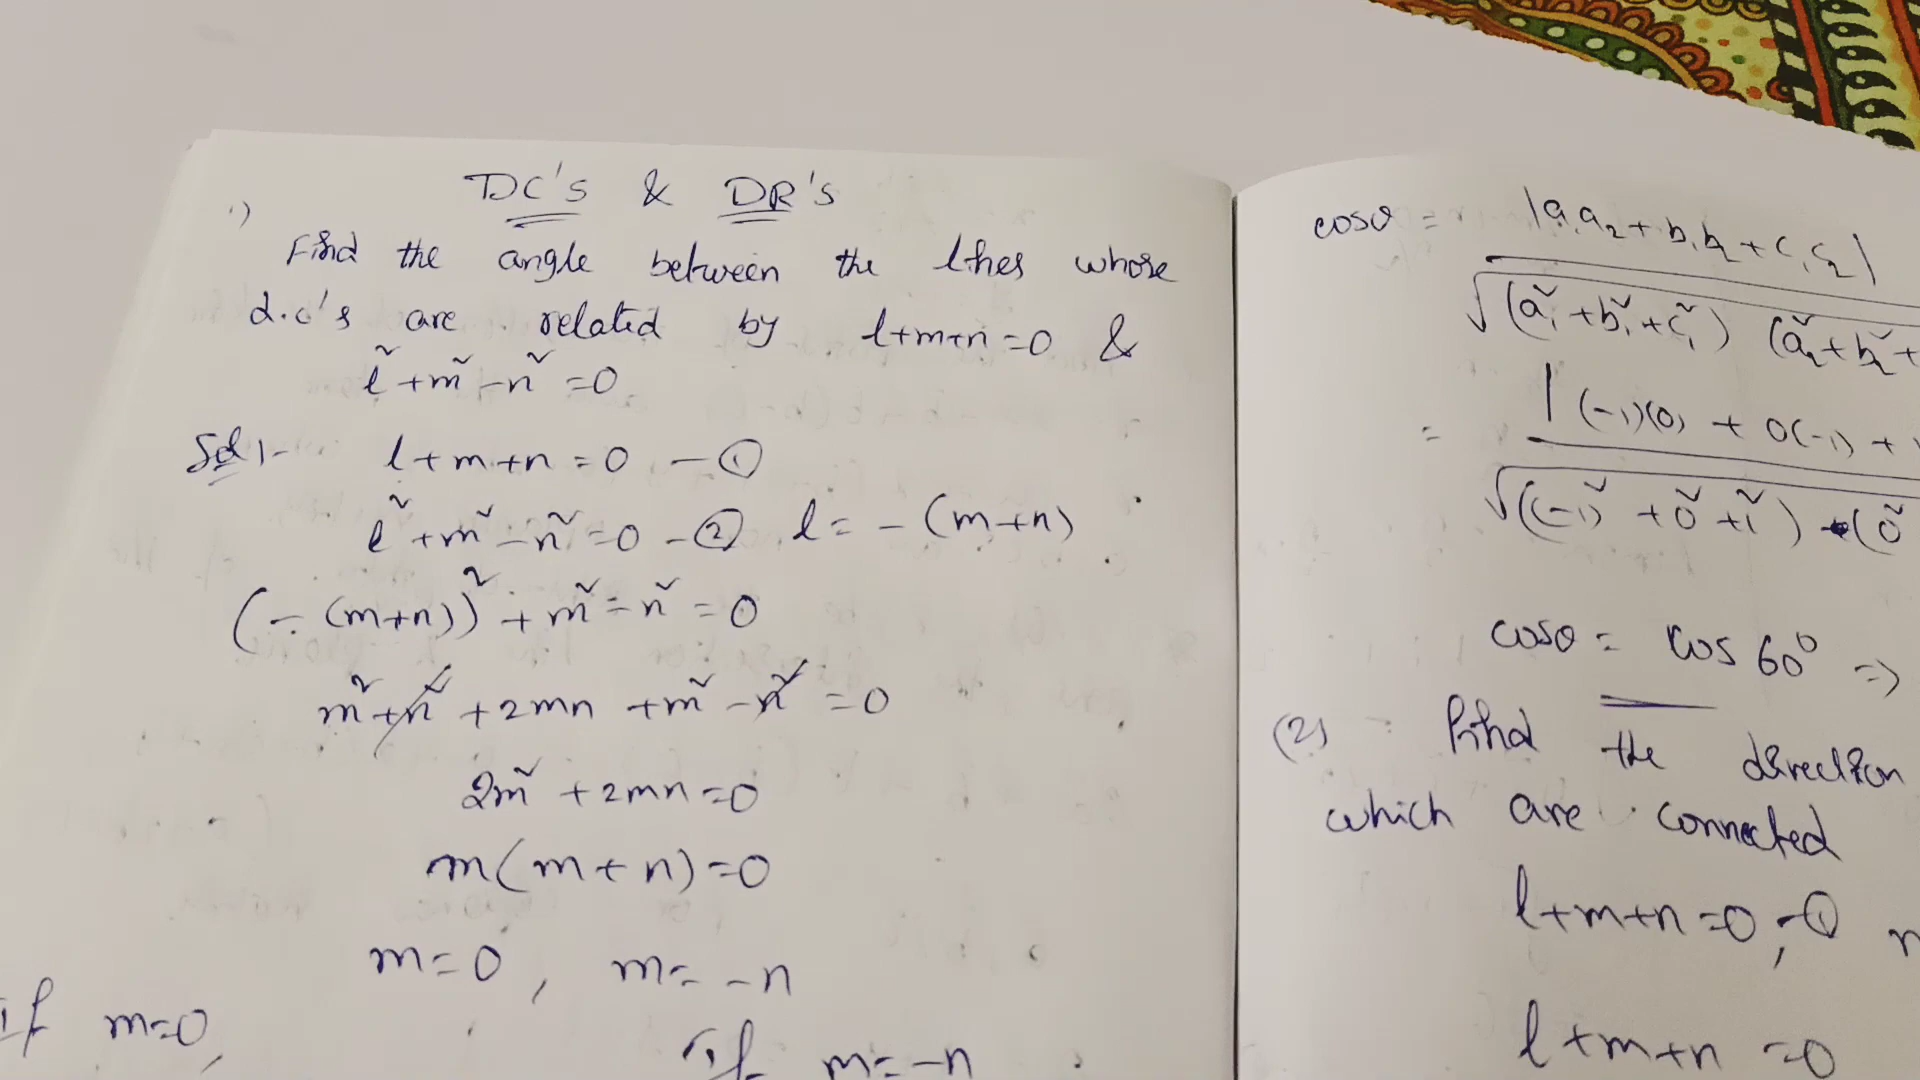 DC's & DR's
1)
Find the angle between the lines whose
d.c's are related by l+m+n=0 &
l²+m²-n²=0
Sol:- l+m+n=0 -①
l²+m²-n²=0 -② l= -(m+n)
(-(m+n))²+m²-n²=0
m²+n²+2mn+m²-n²=0
2m²+2mn=0
m(m+n)=0
m=0, m=-n
if m=0, if m=-n
cosθ = |a₁a₂+b₁b₂+c₁c₂|
√(a₁²+b₁²+c₁²) (a₂²+b₂²+
= |(-1)(0)+0(-1)+
√((-1)²+0²+1²) (0²
cosθ = cos 60° =>
(2) Find the direction
which are connected
l+m+n=0, -①
l+m+n=0